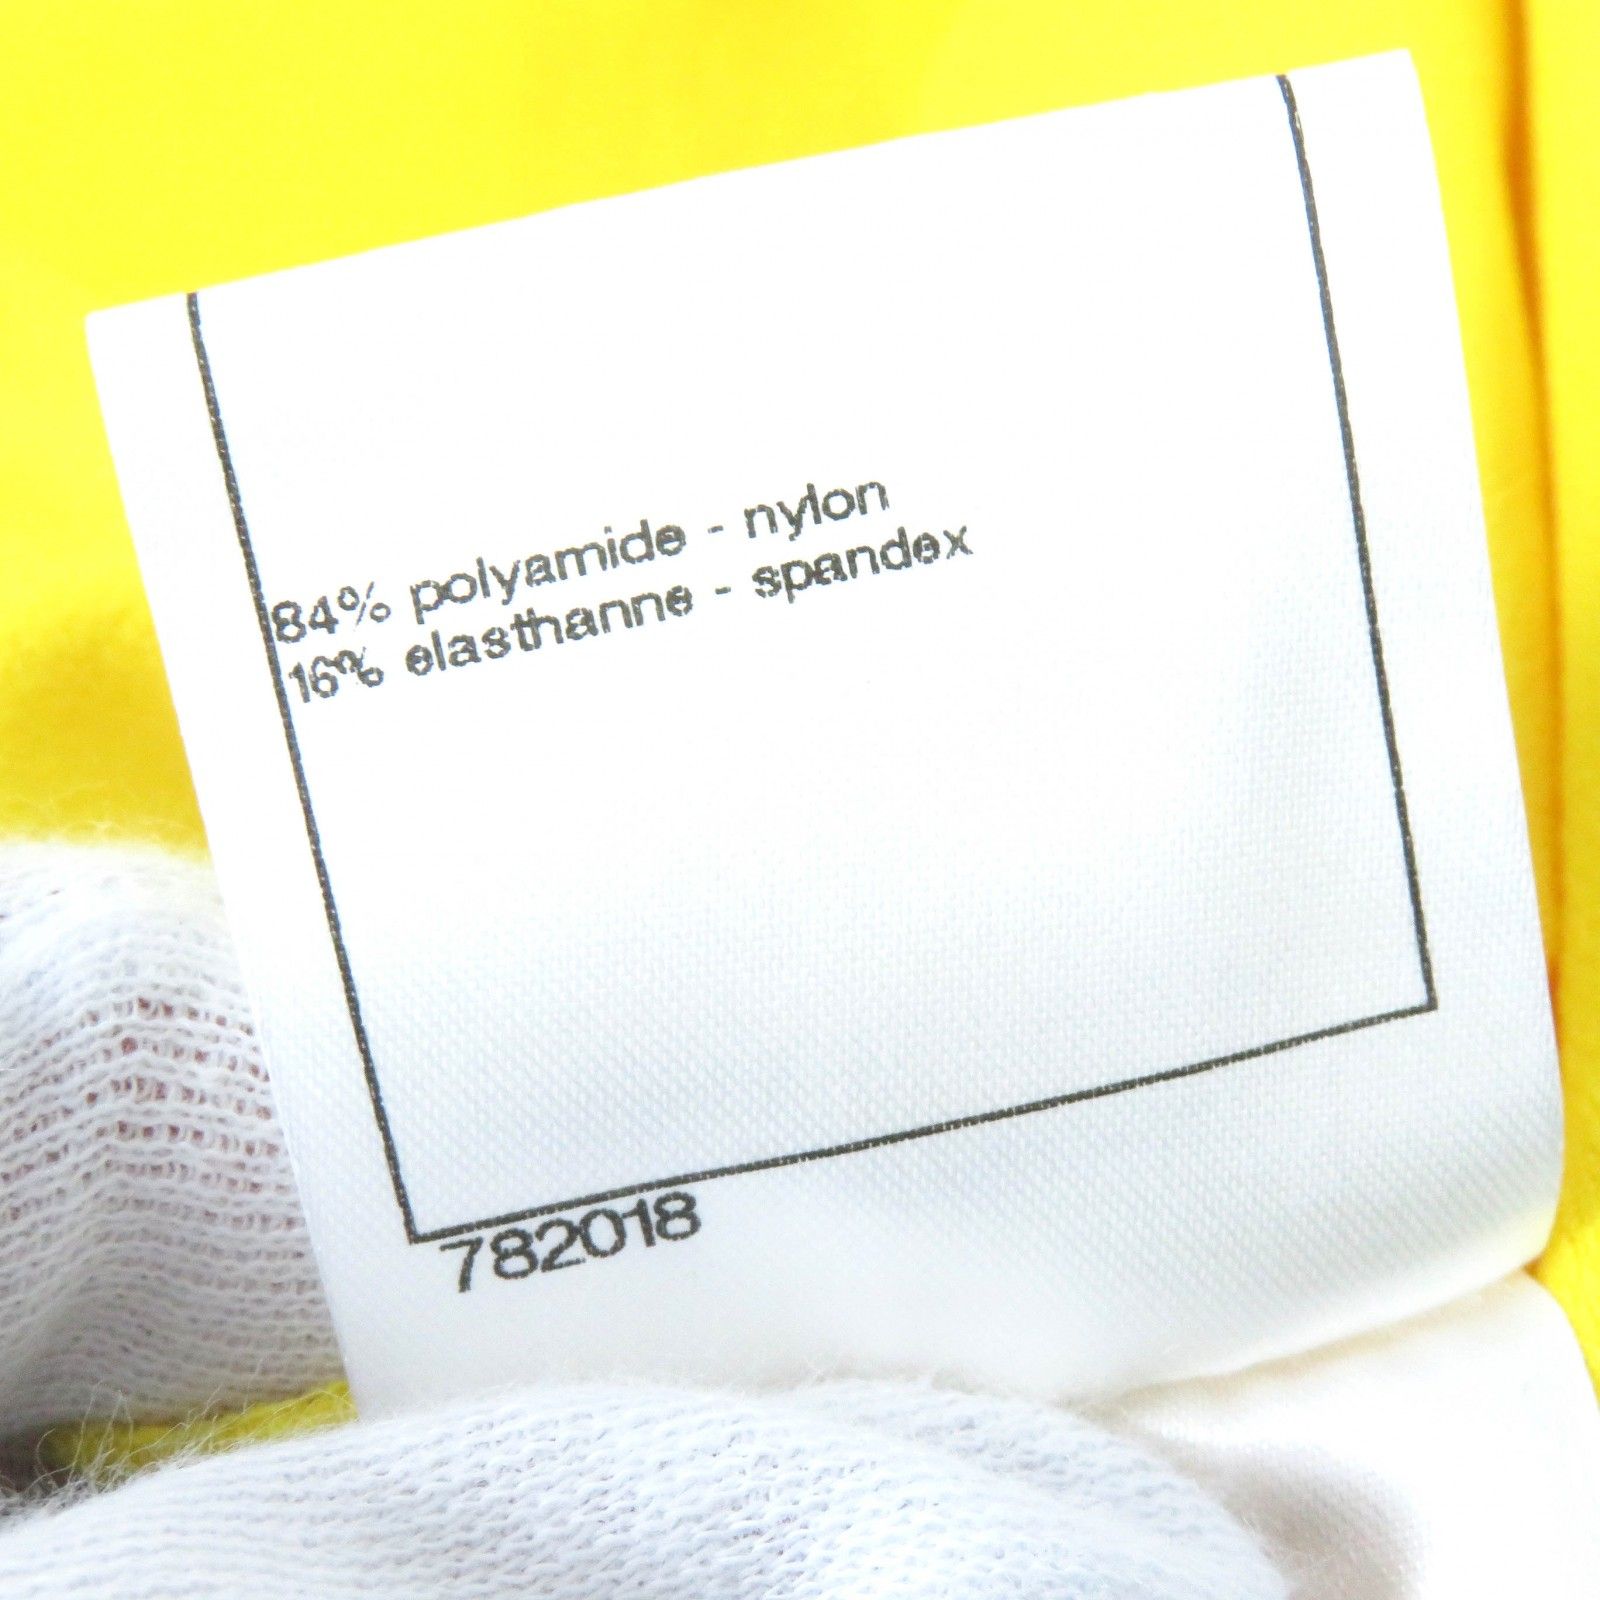 84% polyamide - nylon
16% elasthanne - spandex
782018